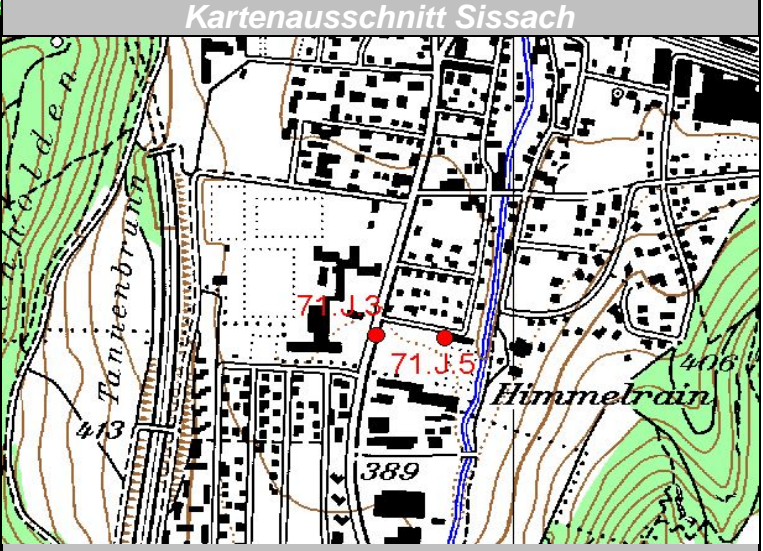 Kartenausschnitt Sissach
Tannenbrunn
71.J.3
71.J.5
406
Himmelrain
413
389